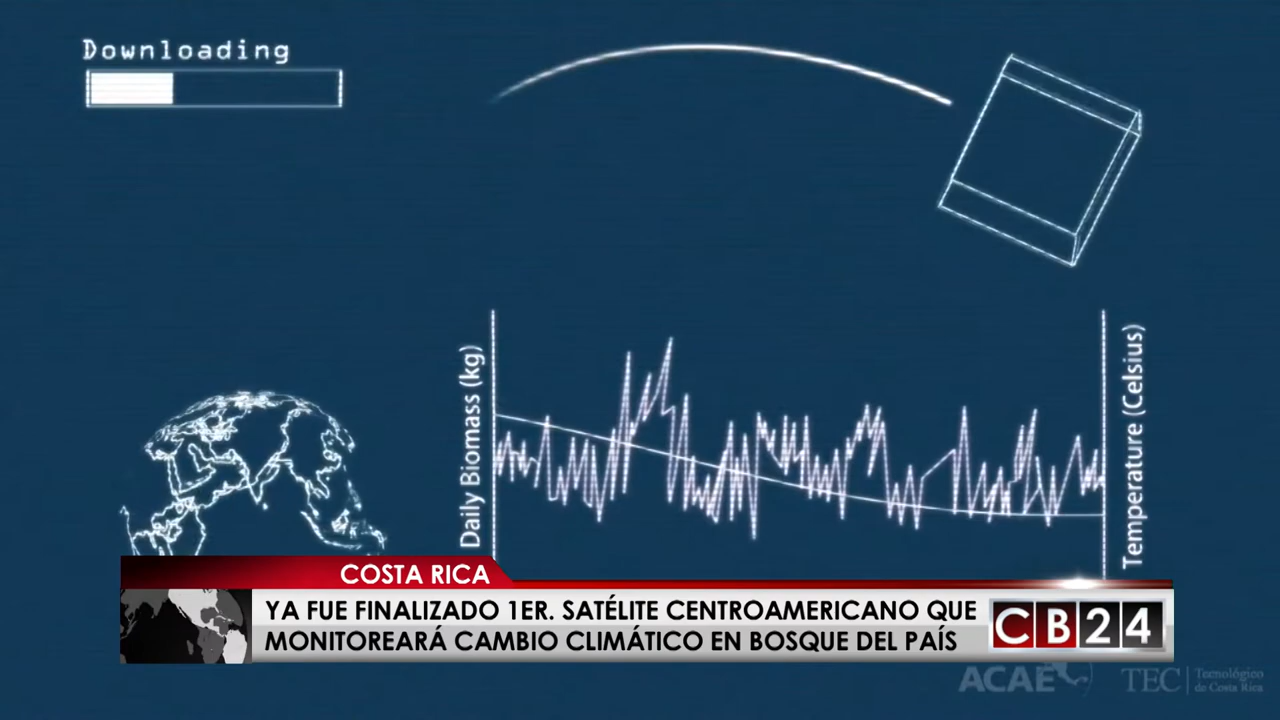 Downloading
Daily Biomass (kg)
Temperature (Celsius)
COSTA RICA
YA FUE FINALIZADO 1ER. SATÉLITE CENTROAMERICANO QUE
MONITOREARÁ CAMBIO CLIMÁTICO EN BOSQUE DEL PAÍS
CB24
ACAE
TEC
Tecnológico
de Costa Rica